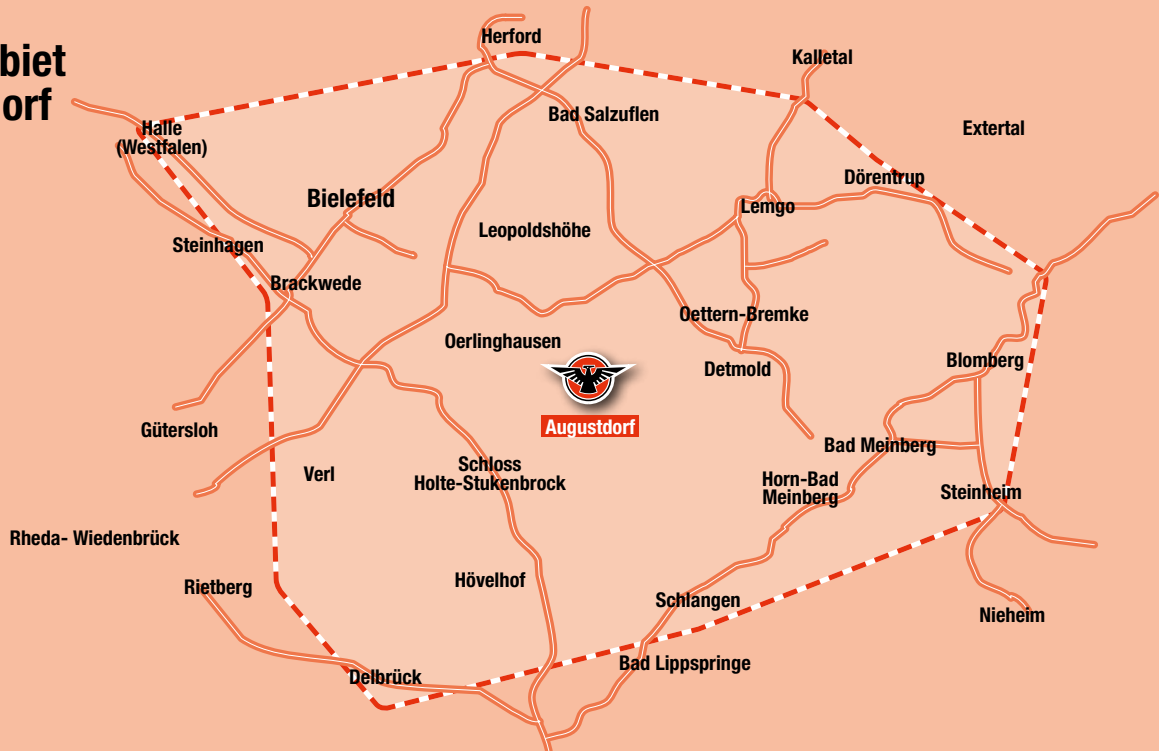 biet
orf
Herford
Kalletal
Bad Salzuflen
Extertal
Halle
(Westfalen)
Dörentrup
Bielefeld
Lemgo
Leopoldshöhe
Steinhagen
Brackwede
Oettern-Bremke
Oerlinghausen
Blomberg
Detmold
Augustdorf
Gütersloh
Bad Meinberg
Verl
Schloss
Holte-Stukenbrock
Horn-Bad
Meinberg
Steinheim
Rheda- Wiedenbrück
Hövelhof
Rietberg
Schlangen
Nieheim
Bad Lippspringe
Delbrück